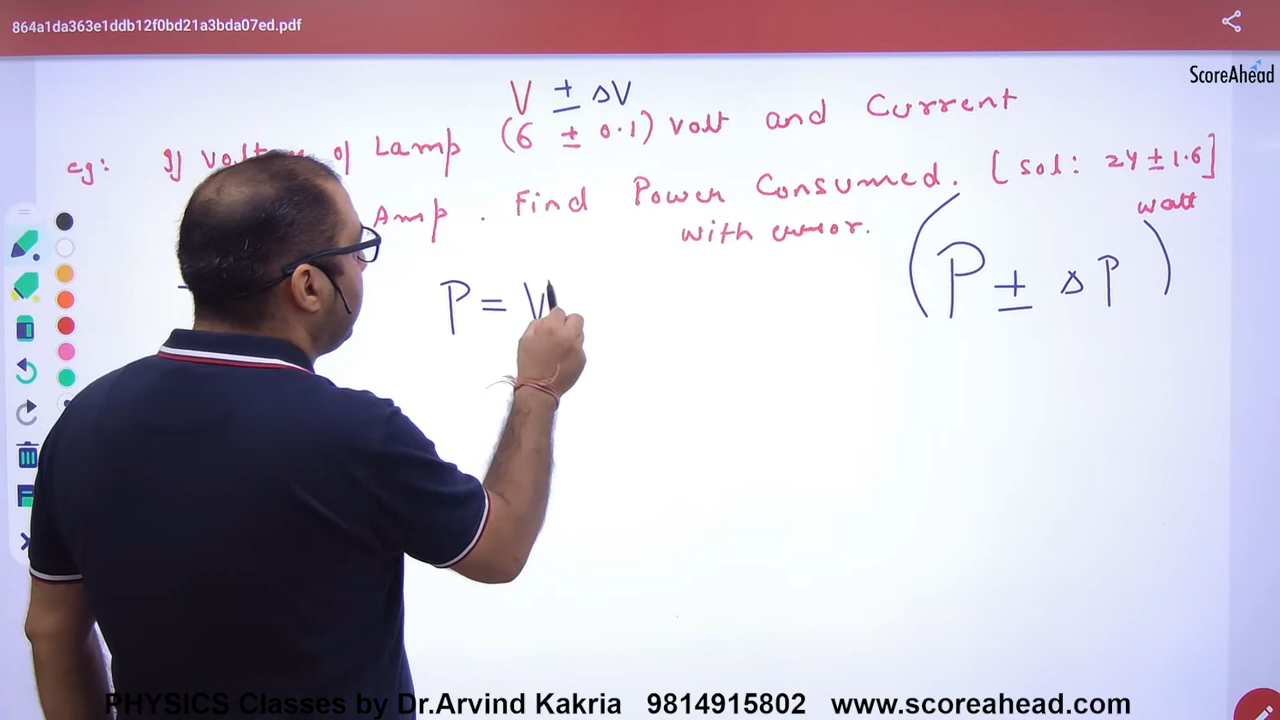 864a1da363e1ddb12f0bd21a3bda07ed.pdf
ScoreAhead
V ± ΔV
eg: If of Lamp (6 ± 0.1) volt and Current
Amp. Find Power Consumed. [sol: 24 ± 1.6]
with error. watt
P = V
(P ± ΔP)
PHYSICS Classes by Dr.Arvind Kakria 9814915802 www.scoreahead.com